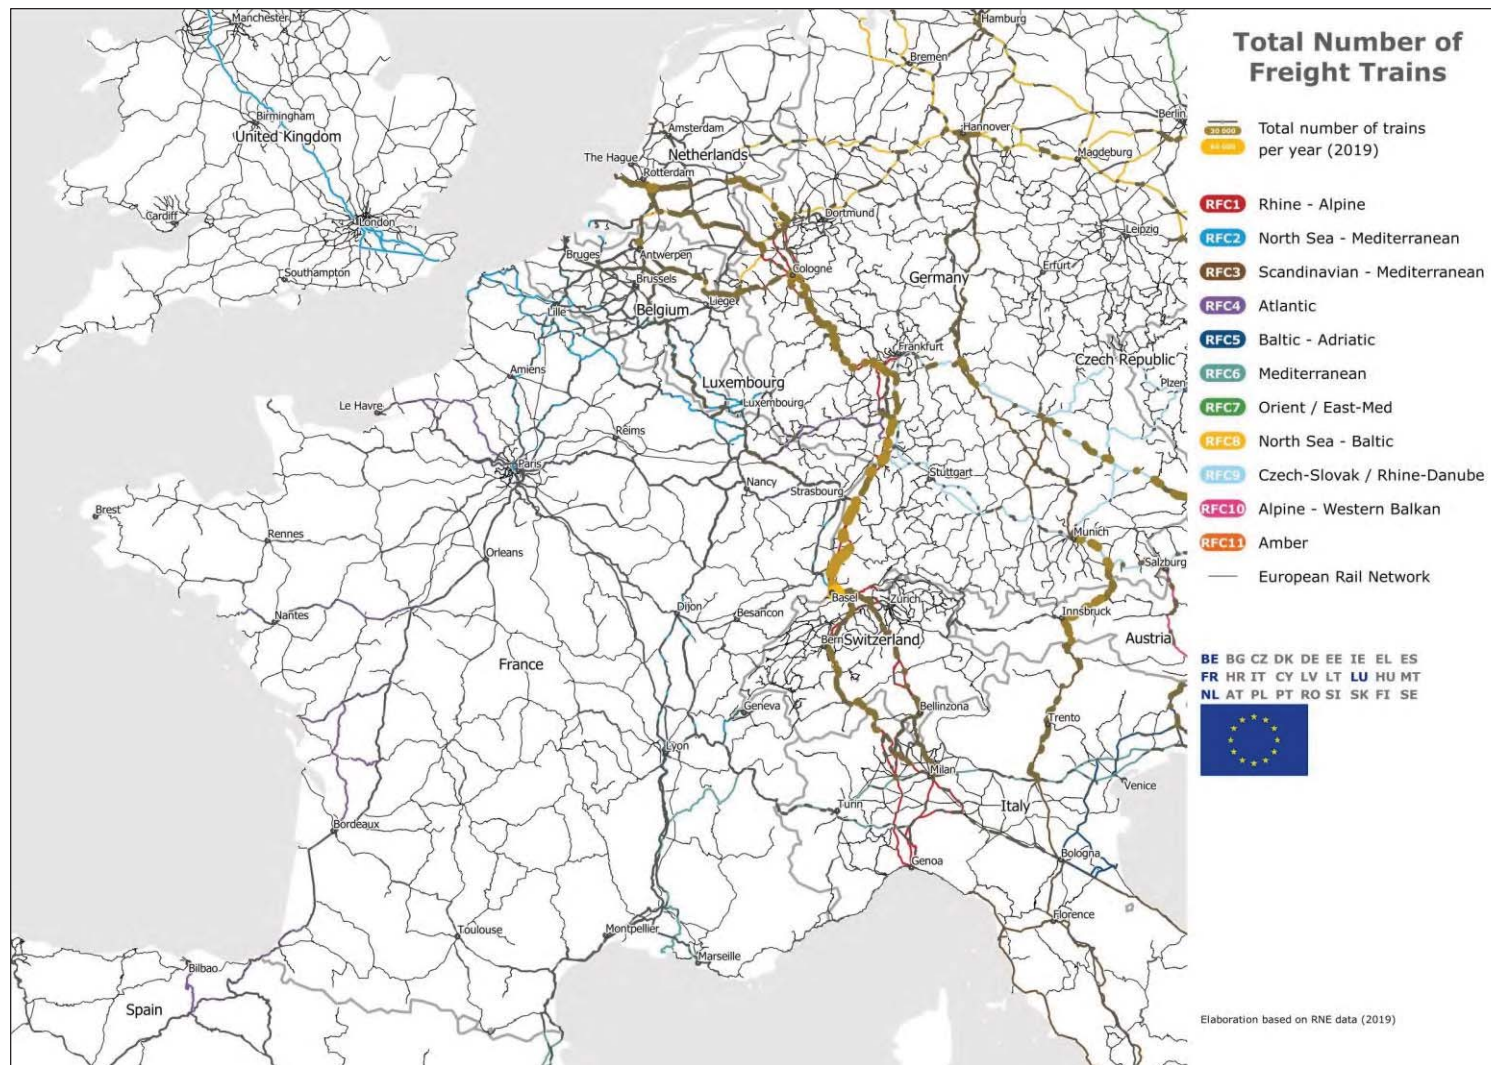 Total Number of
Freight Trains
30 000
60 000
Total number of trains
per year (2019)
RFC1 Rhine - Alpine
RFC2 North Sea - Mediterranean
RFC3 Scandinavian - Mediterranean
RFC4 Atlantic
RFC5 Baltic - Adriatic
RFC6 Mediterranean
RFC7 Orient / East-Med
RFC8 North Sea - Baltic
RFC9 Czech-Slovak / Rhine-Danube
RFC10 Alpine - Western Balkan
RFC11 Amber
European Rail Network
BE BG CZ DK DE EE IE EL ES
FR HR IT CY LV LT LU HU MT
NL AT PL PT RO SI SK FI SE
Elaboration based on RNE data (2019)
Manchester
Hamburg
Bremen
Birmingham
United Kingdom
Amsterdam
Netherlands
The Hague
Rotterdam
Hannover
Berlin
Magdeburg
Cardiff
London
Dortmund
Leipzig
Southampton
Bruges
Antwerpen
Cologne
Germany
Erfurt
Brussels
Liege
Belgium
Lille
Frankfurt
Czech Republic
Plzen
Amiens
Luxembourg
Luxembourg
Le Havre
Reims
Paris
Nancy
Strasbourg
Stuttgart
Brest
Rennes
Orleans
Munich
Salzburg
Nantes
Dijon
Besancon
Basel
Zurich
Innsbruck
Bern
Switzerland
Austria
France
Geneva
Bellinzona
Trento
Lyon
Milan
Venice
Turin
Italy
Bordeaux
Genoa
Bologna
Florence
Toulouse
Montpellier
Marseille
Bilbao
Spain